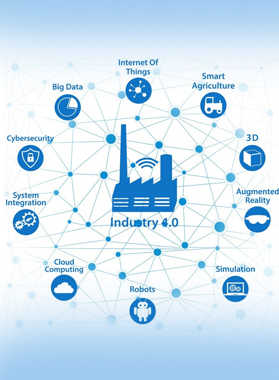 Internet Of
Things
Big Data
Smart
Agriculture
Cybersecurity
3D
System
Integration
Augmented
Reality
Industry 4.0
Cloud
Computing
Simulation
Robots